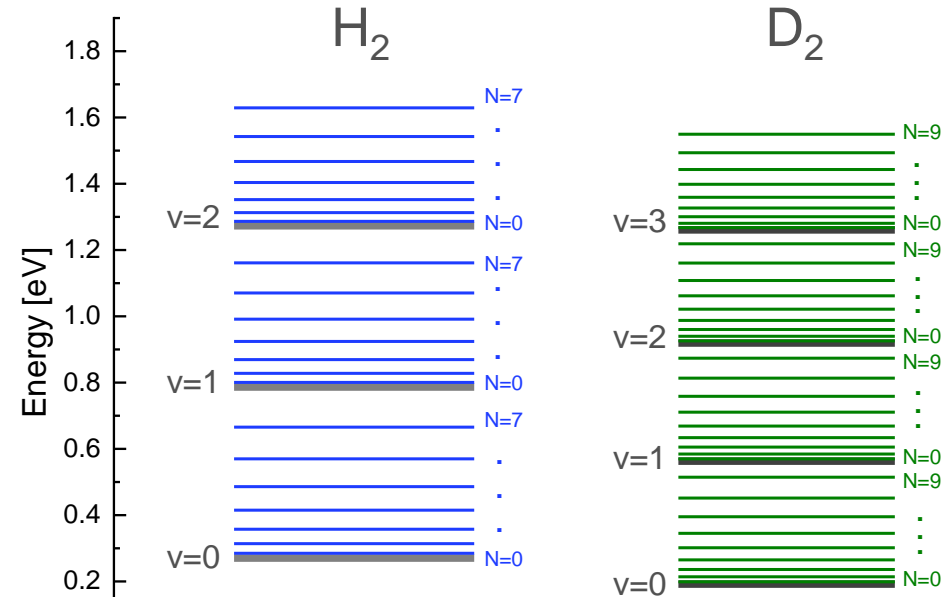 H2
D2
Energy [eV]
1.8
1.6
1.4
1.2
1.0
0.8
0.6
0.4
0.2
v=2
N=7
N=0
v=1
N=7
N=0
v=0
N=7
N=0
v=3
N=9
N=0
v=2
N=9
N=0
v=1
N=9
N=0
v=0
N=9
N=0